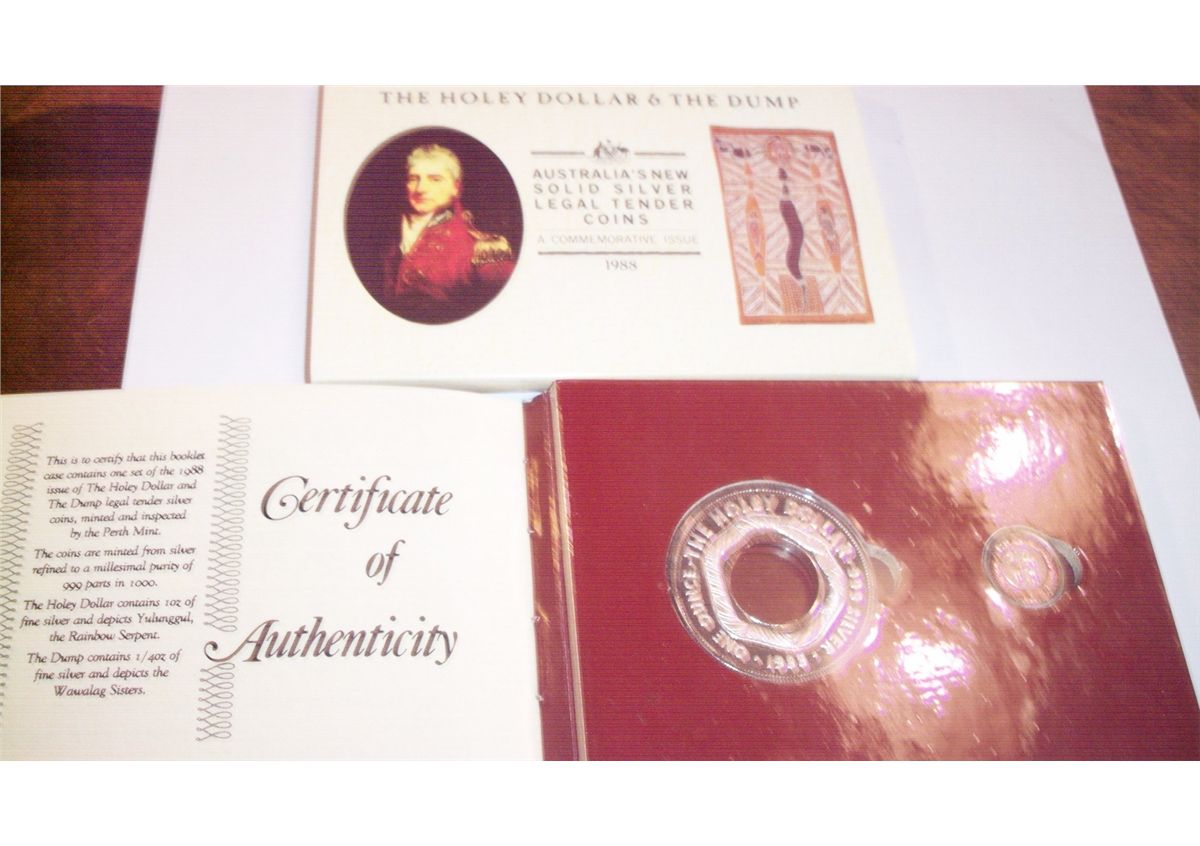 THE HOLEY DOLLAR & THE DUMP
AUSTRALIA'S NEW
SOLID SILVER
LEGAL TENDER
COINS
A COMMEMORATIVE ISSUE
1988
This is to certify that this booklet
case contains one set of the 1988
issue of The Holey Dollar and
The Dump legal tender silver
coins, minted and inspected
by the Perth Mint.
The coins are minted from silver
refined to a millesimal purity of
999 parts in 1000.
The Holey Dollar contains 1oz of
fine silver and depicts Yulunggul,
the Rainbow Serpent.
The Dump contains 1/4oz of
fine silver and depicts the
Wawalag Sisters.
Certificate
of
Authenticity
ONE OUNCE·THE HOLEY DOLLAR·999 SILVER·1988·